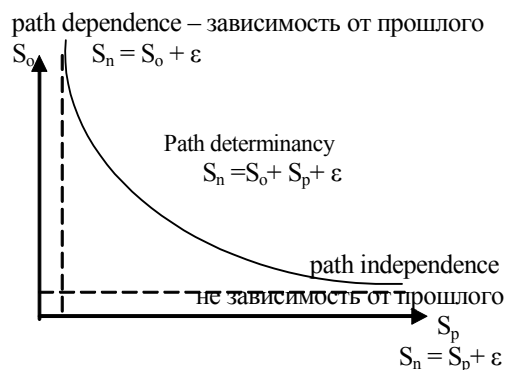 path dependence – зависимость от прошлого
Sₒ Sₙ = Sₒ + ε
Path determinancy
Sₙ =Sₒ+ Sₚ+ ε
path independence
не зависимость от прошлого
Sₚ
Sₙ = Sₚ+ ε